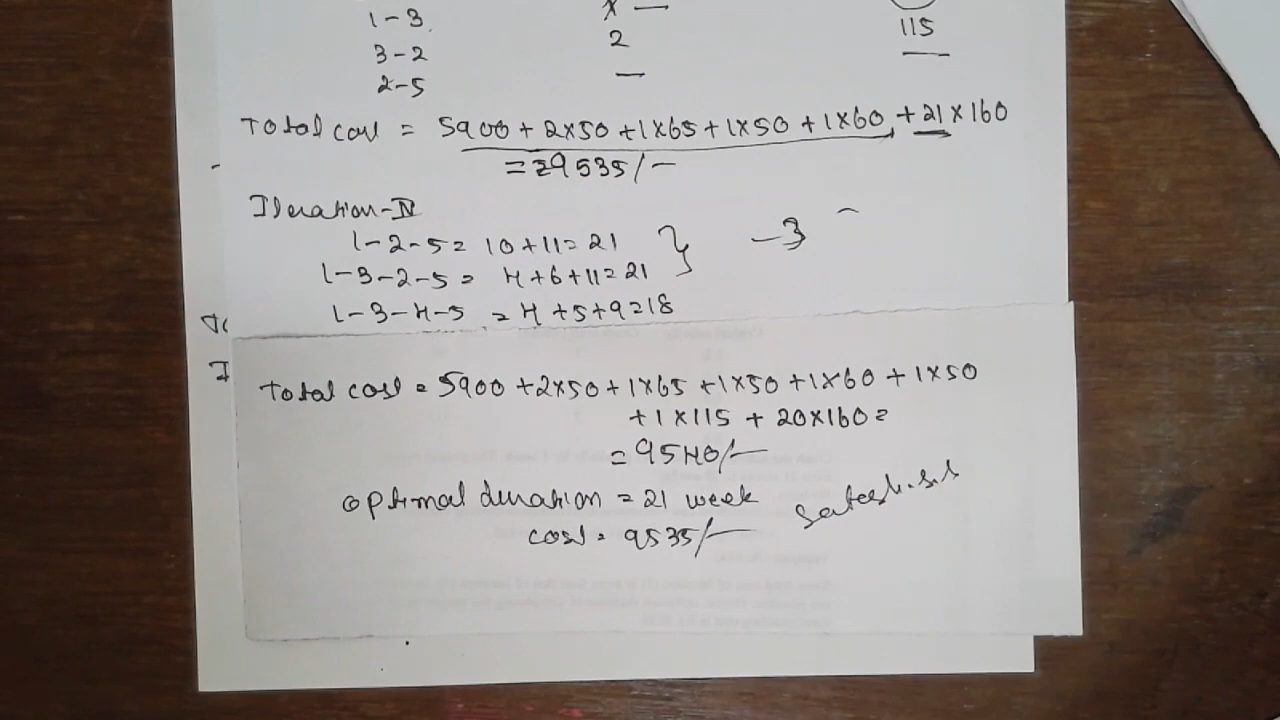 1-3 x —
2 115
3-2
2-5 —
Total cost = 5900 + 2x50 + 1x65 + 1x50 + 1x60 + 21x160
= 29535/-
Iteration-IV
1-2-5 = 10+11 = 21 } -3
1-3-2-5 = 4+6+11 = 21
1-3-4-5 = 4+5+9 = 18
Total cost = 5900 + 2x50 + 1x65 + 1x50 + 1x60 + 1x50
+ 1x115 + 20x160 =
= 9540/-
optimal duration = 21 week
cost = 9535/-